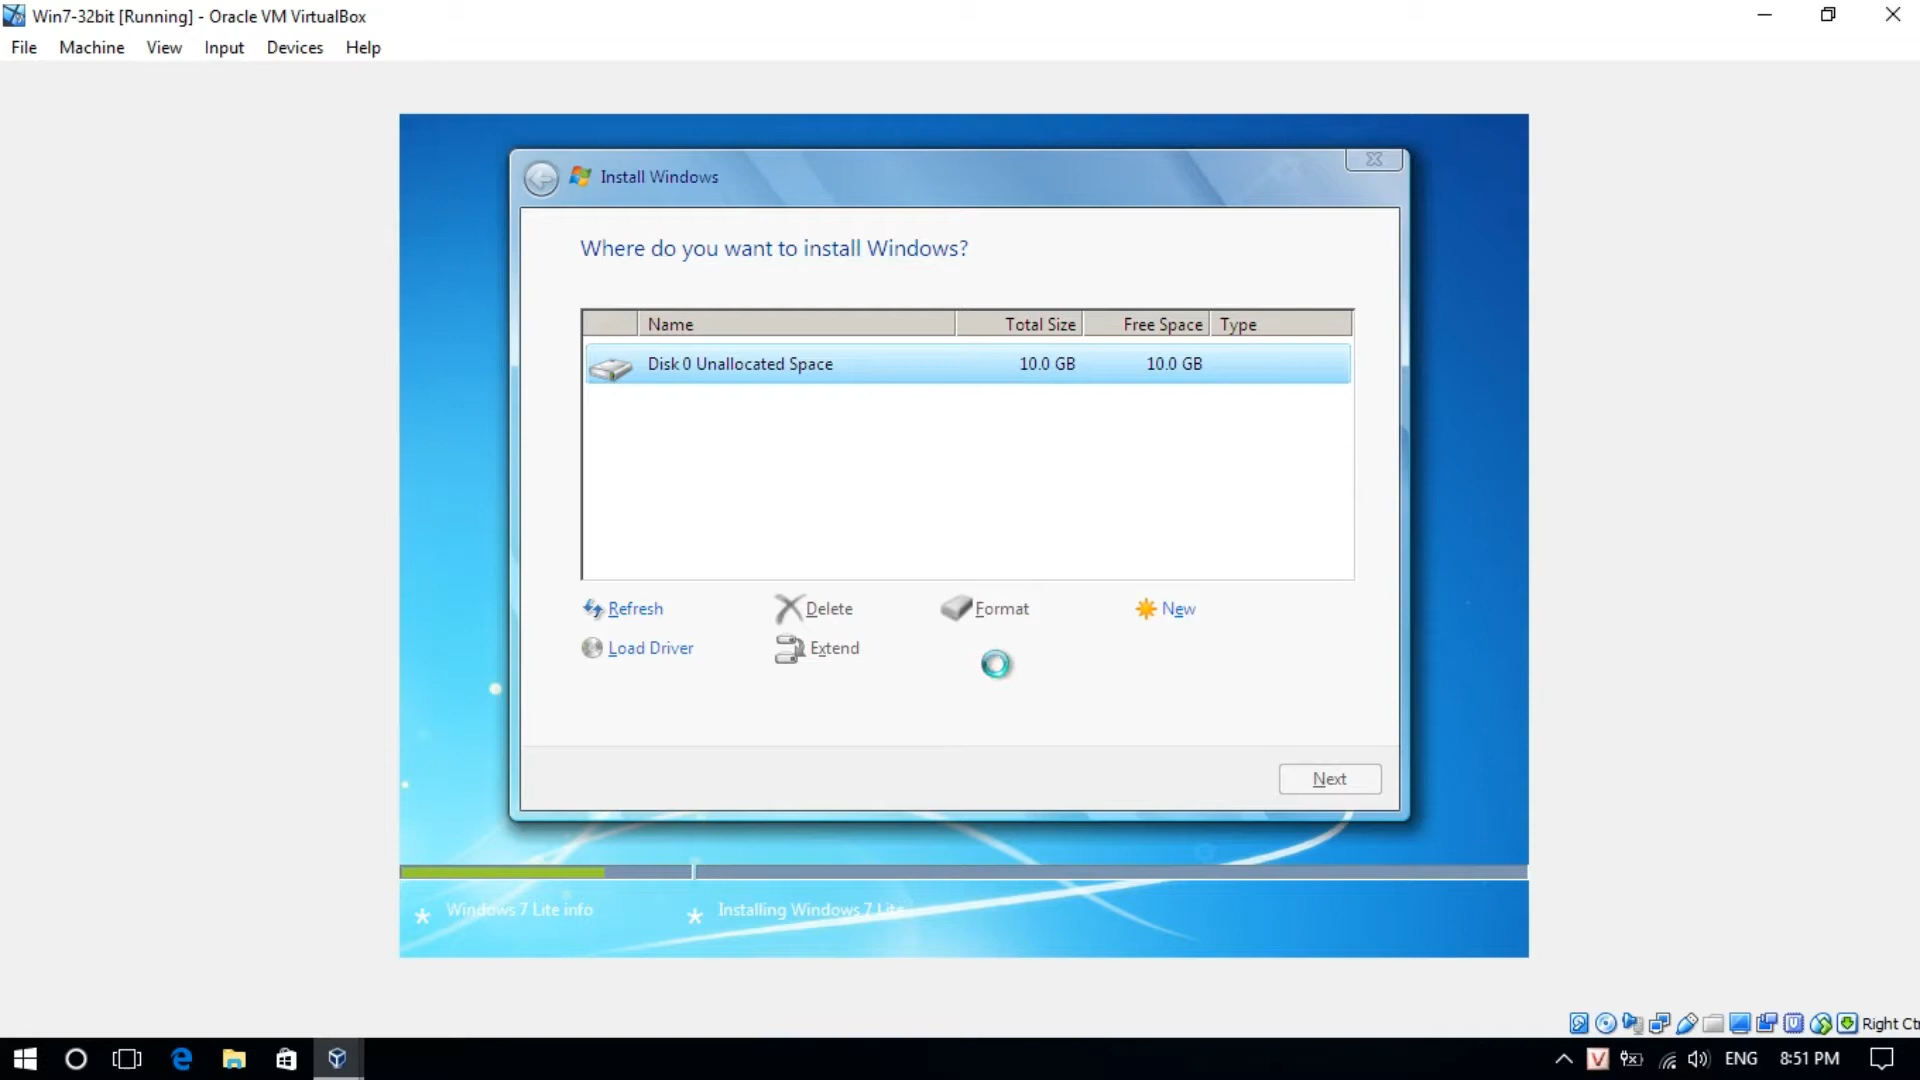 Win7-32bit [Running] - Oracle VM VirtualBox
File Machine View Input Devices Help
Install Windows
Where do you want to install Windows?
Name Total Size Free Space Type
Disk 0 Unallocated Space 10.0 GB 10.0 GB
Refresh Delete Format New
Load Driver Extend
Next
Windows 7 Lite info Installing Windows 7 Lite
Right Ct
V ENG 8:51 PM